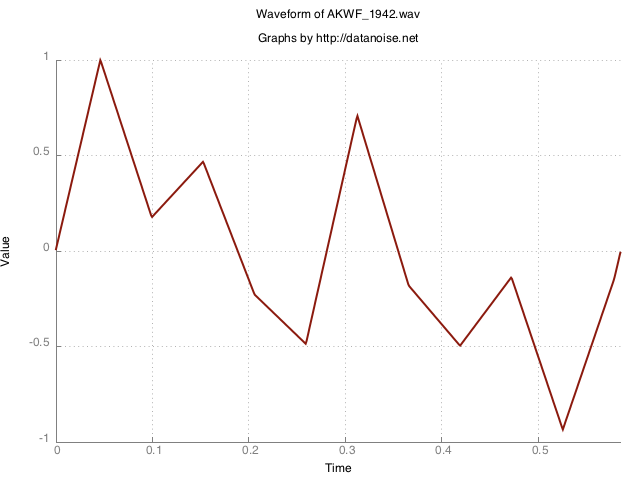 Waveform of AKWF_1942.wav
Graphs by http://datanoise.net
1
0.5
0
-0.5
-1
Value
0 0.1 0.2 0.3 0.4 0.5
Time